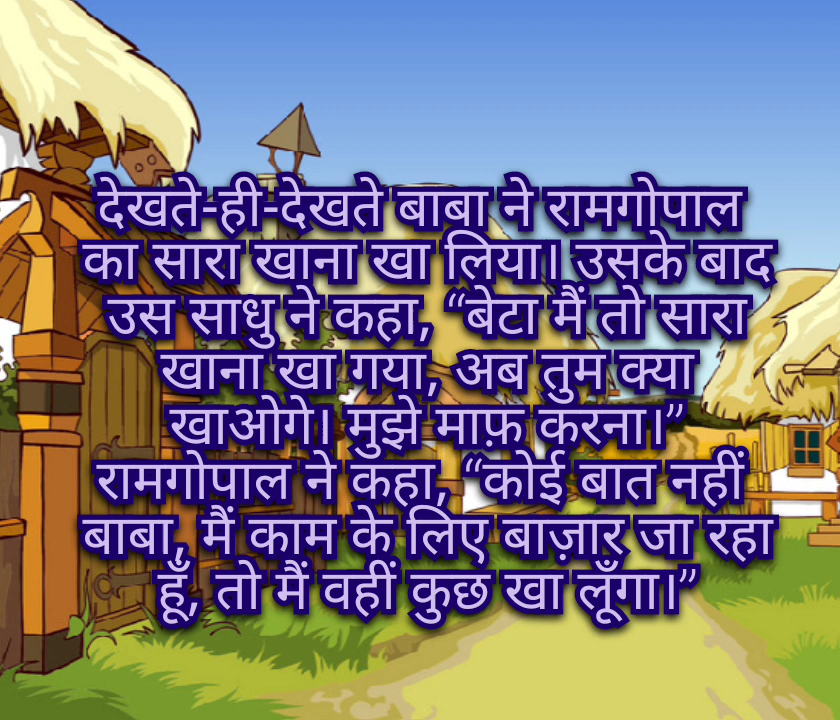 देखते-ही-देखते बाबा ने रामगोपाल
का सारा खाना खा लिया। उसके बाद
उस साधु ने कहा, “बेटा मैं तो सारा
खाना खा गया, अब तुम क्या
खाओगे। मुझे माफ़ करना।”
रामगोपाल ने कहा, “कोई बात नहीं
बाबा, मैं काम के लिए बाज़ार जा रहा
हूँ, तो मैं वहीं कुछ खा लूँगा।”